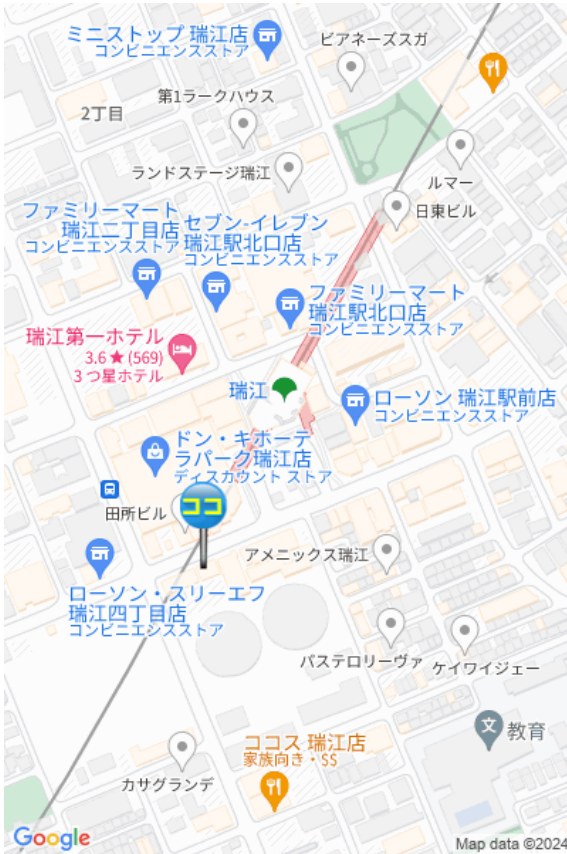 ミニストップ 瑞江店
コンビニエンスストア
ビアネーズスガ
2丁目
第1ラークハウス
ランドステージ瑞江
ルマー
日東ビル
ファミリーマート
瑞江二丁目店
コンビニエンスストア
セブン-イレブン
瑞江駅北口店
コンビニエンスストア
ファミリーマート
瑞江駅北口店
コンビニエンスストア
瑞江第一ホテル
3.6★(569)
3 つ星ホテル
瑞江
ローソン 瑞江駅前店
コンビニエンスストア
ドン・キホーテ
ラパーク瑞江店
ディスカウント ストア
ココ
田所ビル
アメニックス瑞江
ローソン・スリーエフ
瑞江四丁目店
コンビニエンスストア
パステロリーヴァ
ケイワイジェー
文
教育
ココス 瑞江店
家族向き・$$
カサグランデ
Google
Map data ©2024